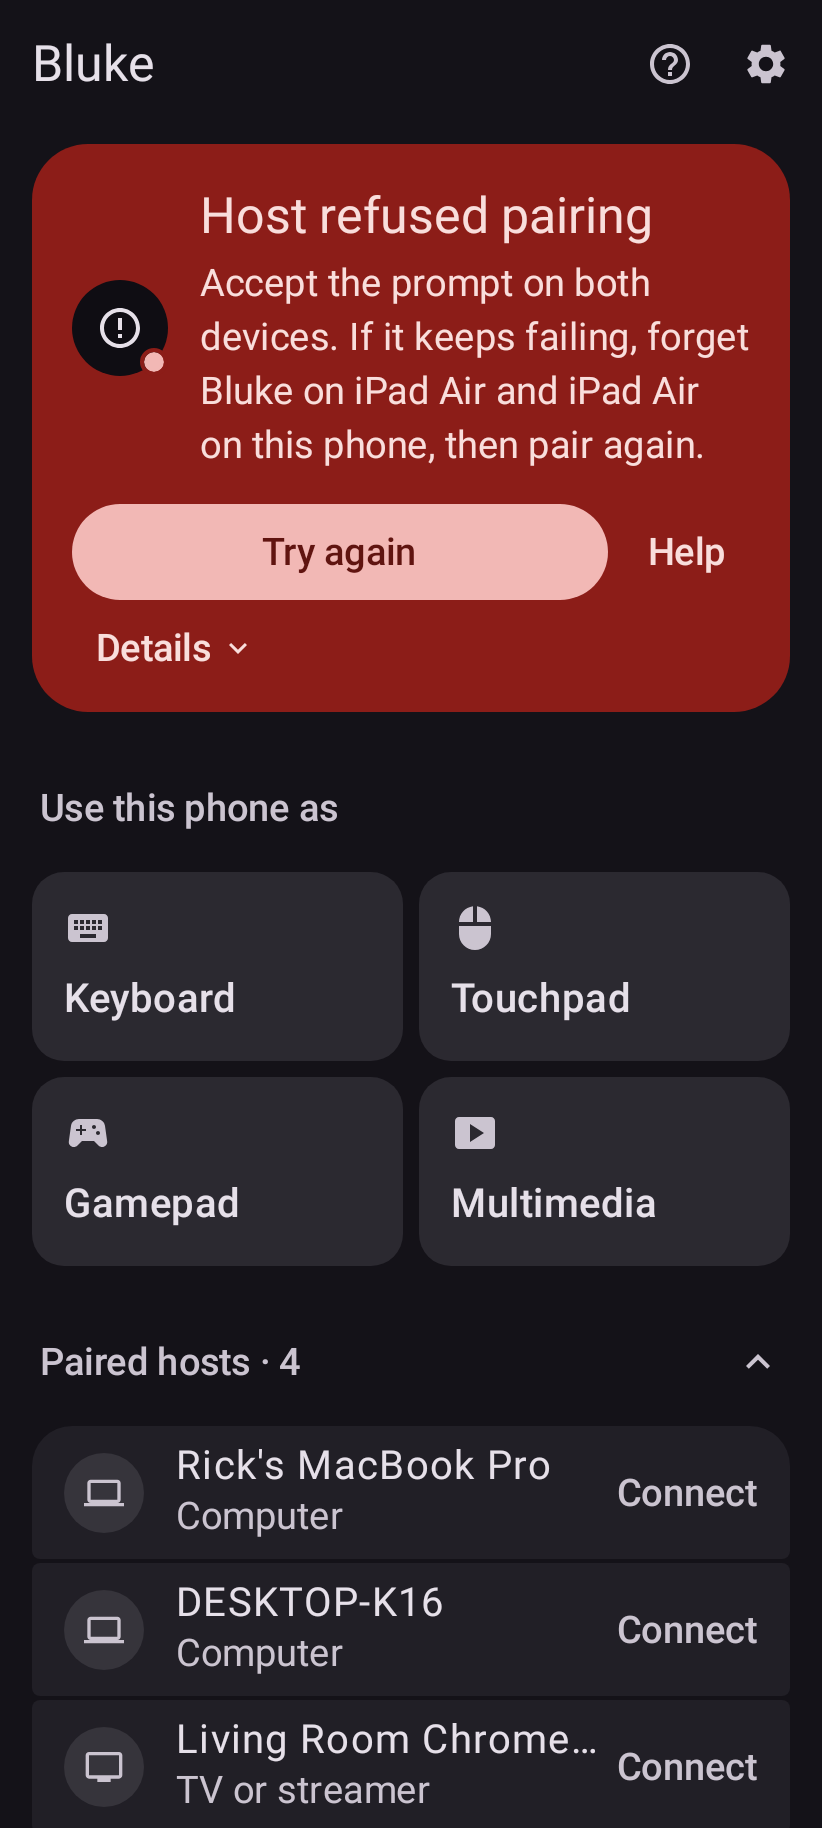 Bluke
Host refused pairing
Accept the prompt on both
devices. If it keeps failing, forget
Bluke on iPad Air and iPad Air
on this phone, then pair again.
Try again
Help
Details
Use this phone as
Keyboard
Touchpad
Gamepad
Multimedia
Paired hosts · 4
Rick's MacBook Pro
Computer
Connect
DESKTOP-K16
Computer
Connect
Living Room Chrome…
TV or streamer
Connect